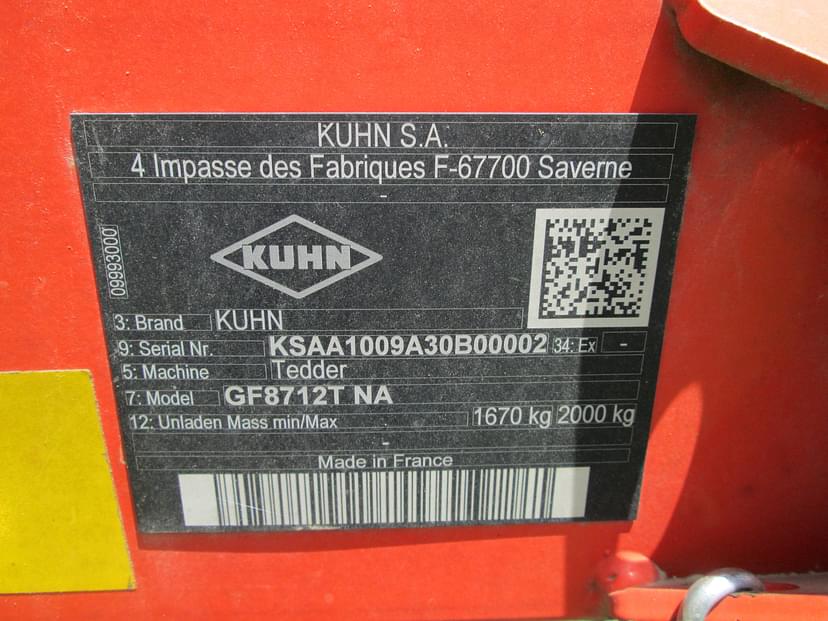 KUHN S.A.
4 Impasse des Fabriques F-67700 Saverne
-
09993000
KUHN
3: Brand KUHN
9: Serial Nr. KSAA1009A30B00002 34: Ex -
5: Machine Tedder
7: Model GF8712T NA
12: Unladen Mass min/Max 1670 kg 2000 kg
-
Made in France